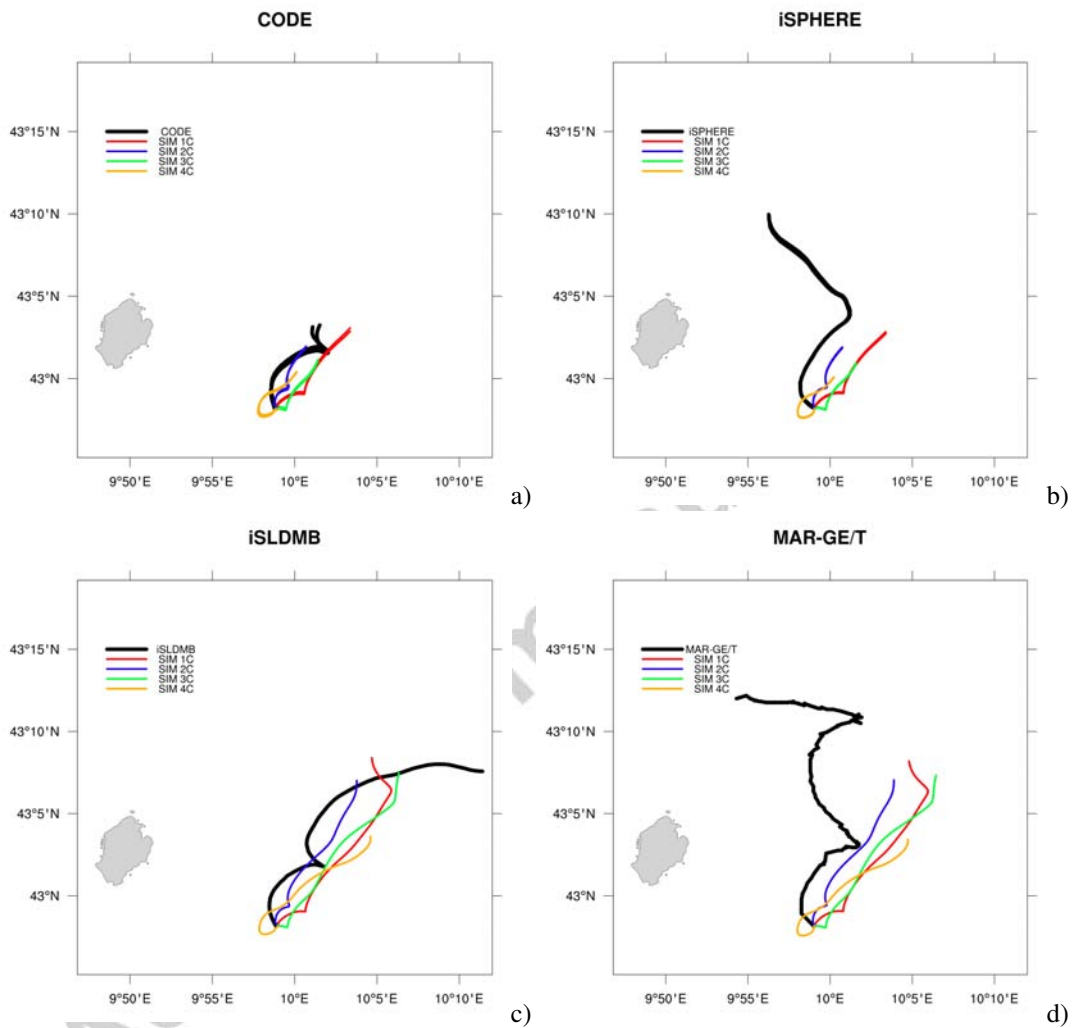 CODE
43°15'N
43°10'N
43°5'N
43°N
CODE
SIM 1C
SIM 2C
SIM 3C
SIM 4C
9°50'E 9°55'E 10°E 10°5'E 10°10'E
a)
iSPHERE
43°15'N
43°10'N
43°5'N
43°N
iSPHERE
SIM 1C
SIM 2C
SIM 3C
SIM 4C
9°50'E 9°55'E 10°E 10°5'E 10°10'E
b)
iSLDMB
43°15'N
43°10'N
43°5'N
43°N
iSLDMB
SIM 1C
SIM 2C
SIM 3C
SIM 4C
9°50'E 9°55'E 10°E 10°5'E 10°10'E
c)
MAR-GE/T
43°15'N
43°10'N
43°5'N
43°N
MAR-GE/T
SIM 1C
SIM 2C
SIM 3C
SIM 4C
9°50'E 9°55'E 10°E 10°5'E 10°10'E
d)